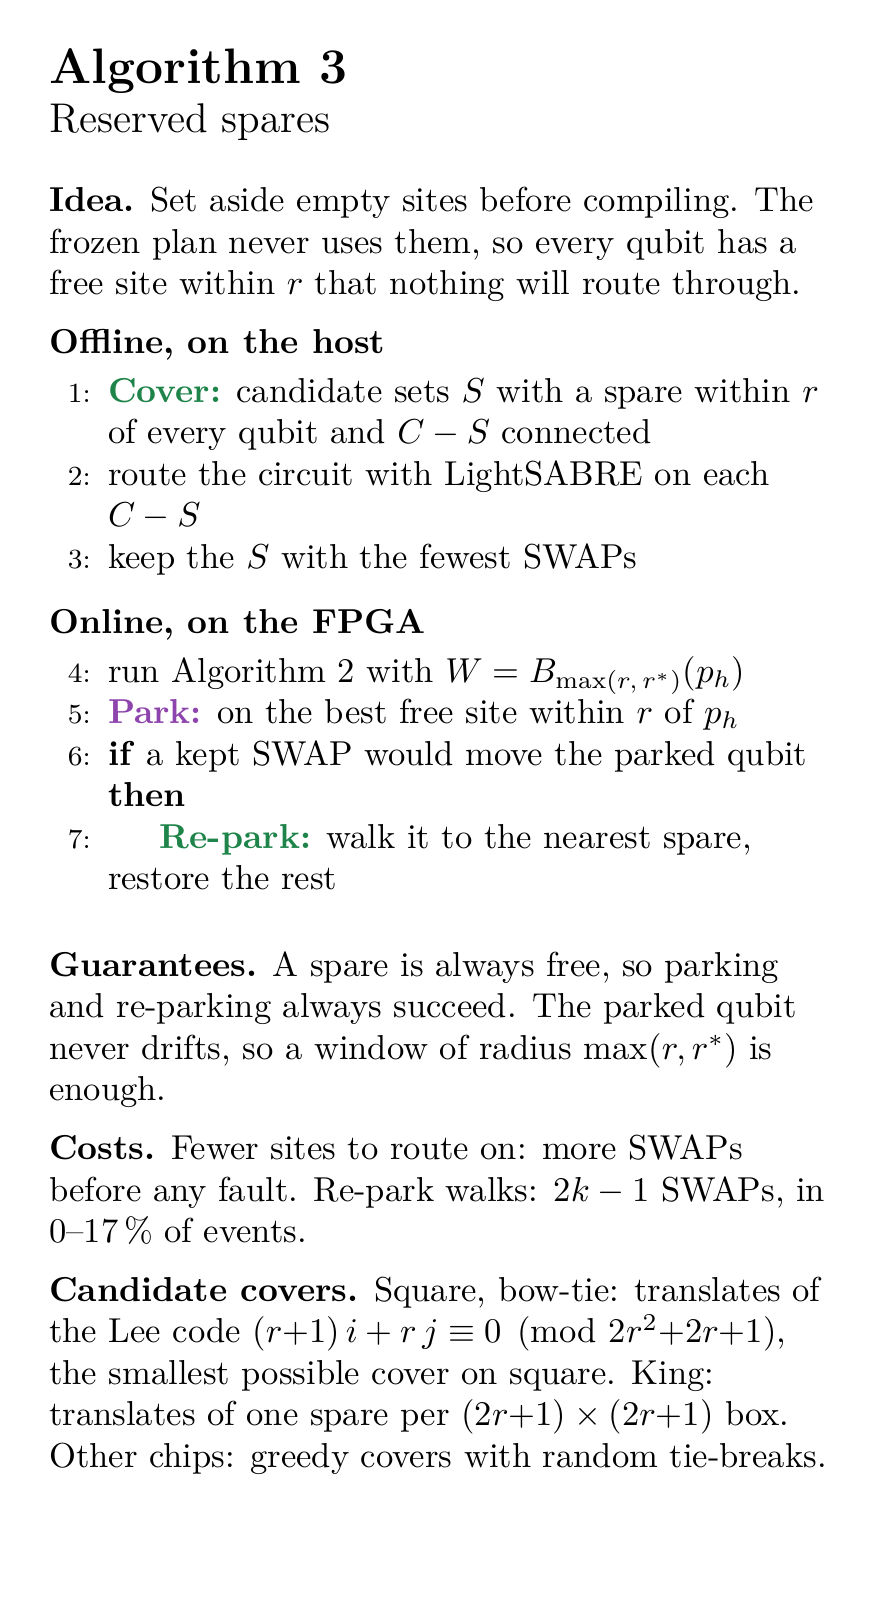 Algorithm 3
Reserved spares
Idea. Set aside empty sites before compiling. The
frozen plan never uses them, so every qubit has a
free site within r that nothing will route through.
Offline, on the host
1: Cover: candidate sets S with a spare within r
of every qubit and C − S connected
2: route the circuit with LightSABRE on each
C − S
3: keep the S with the fewest SWAPs
Online, on the FPGA
4: run Algorithm 2 with W = B_{max(r, r*)}(p_h)
5: Park: on the best free site within r of p_h
6: if a kept SWAP would move the parked qubit
then
7: Re-park: walk it to the nearest spare,
restore the rest
Guarantees. A spare is always free, so parking
and re-parking always succeed. The parked qubit
never drifts, so a window of radius max(r, r*) is
enough.
Costs. Fewer sites to route on: more SWAPs
before any fault. Re-park walks: 2k − 1 SWAPs, in
0–17 % of events.
Candidate covers. Square, bow-tie: translates of
the Lee code (r+1) i + r j ≡ 0 (mod 2r²+2r+1),
the smallest possible cover on square. King:
translates of one spare per (2r+1) × (2r+1) box.
Other chips: greedy covers with random tie-breaks.